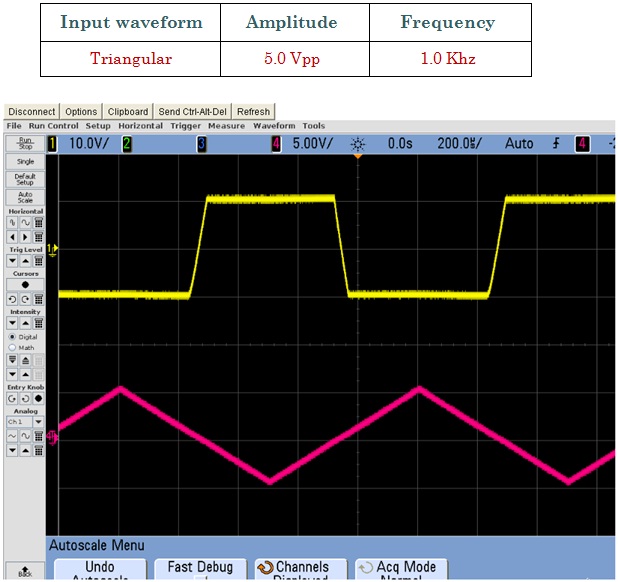 Input waveform Amplitude Frequency
Triangular 5.0 Vpp 1.0 Khz
Disconnect Options Clipboard Send Ctrl-Alt-Del Refresh
File Run Control Setup Horizontal Trigger Measure Waveform Tools
Run Stop
1 10.0V/ 2 3 4 5.00V/ 0.0s 200.0µ/ Auto 4
Single
Default
Setup
Auto
Scale
Horizontal
Trig Level
Cursors
Intensity
Digital
Math
Entry Knob
Analog
Ch 1
Back
1
4
Autoscale Menu
Undo Fast Debug Channels Acq Mode
Autoscale Displayed Normal